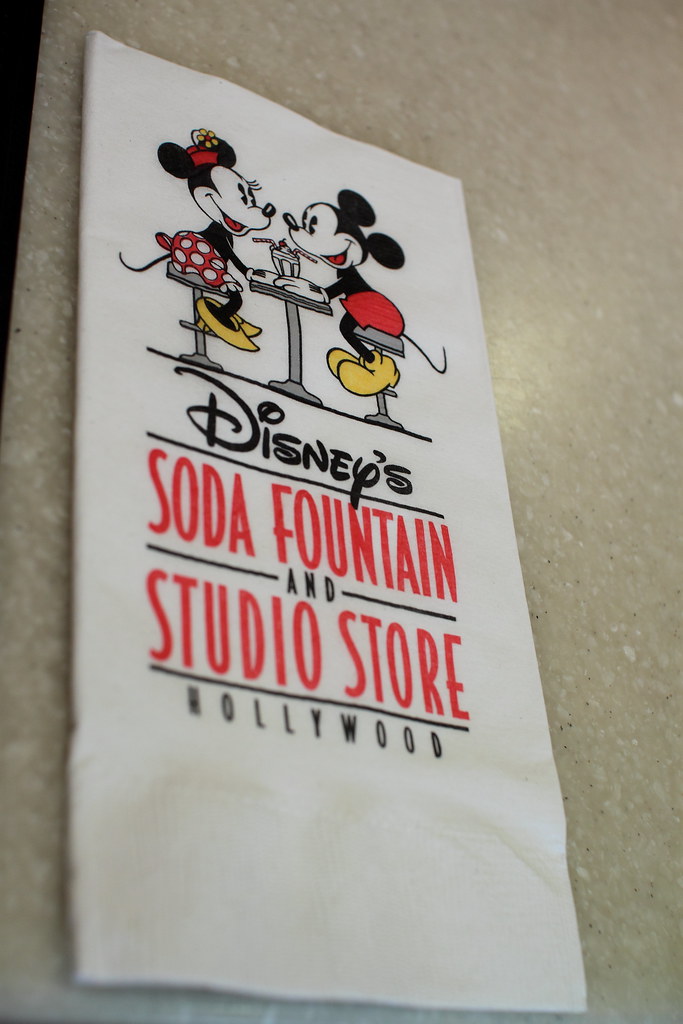 Disney's
SODA FOUNTAIN
AND
STUDIO STORE
HOLLYWOOD